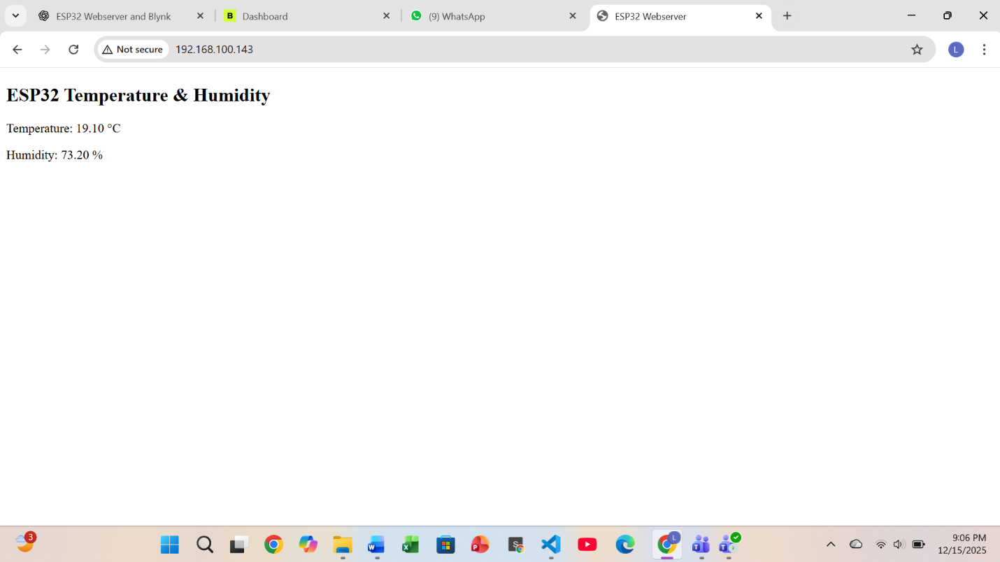 ESP32 Webserver and Blynk
B Dashboard
(9) WhatsApp
ESP32 Webserver
Not secure 192.168.100.143
L
ESP32 Temperature & Humidity
Temperature: 19.10 °C
Humidity: 73.20 %
3
W
X
P
S
L
T
T
9:06 PM
12/15/2025